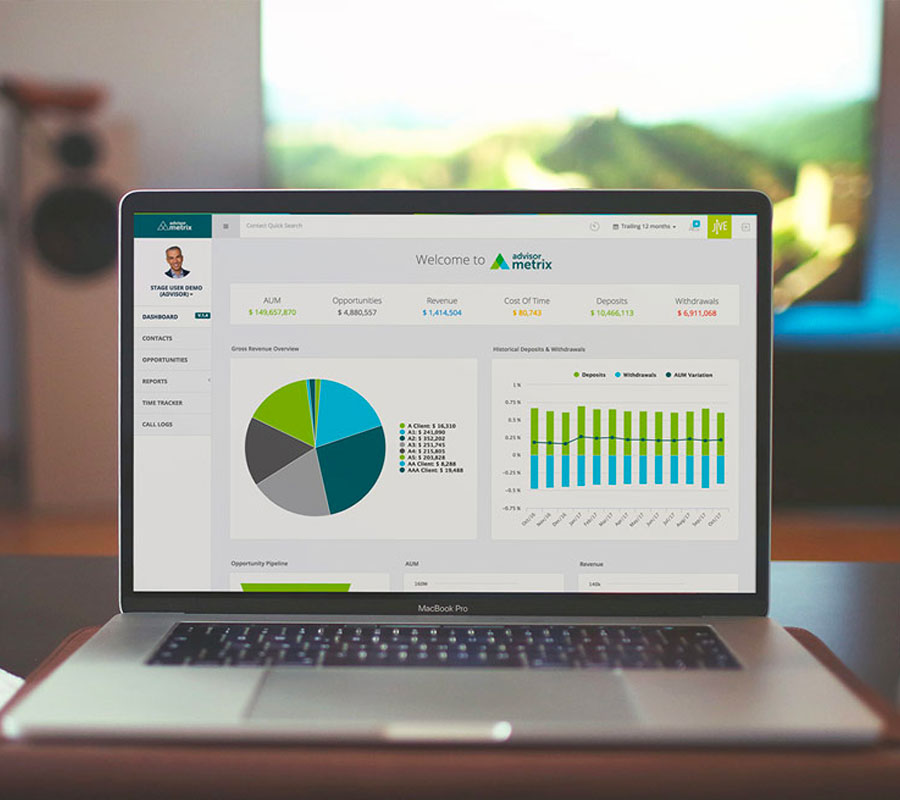 advisor
metrix
Contact Quick Search
Trailing 12 months
JIVE
STAGE USER DEMO
(ADVISOR)
DASHBOARD
CONTACTS
OPPORTUNITIES
REPORTS
TIME TRACKER
CALL LOGS
Welcome to advisor metrix
AUM Opportunities Revenue Cost Of Time Deposits Withdrawals
$ 149,657,870 $ 4,880,557 $ 1,414,504 $ 80,743 $ 10,466,113 $ 6,911,068
Gross Revenue Overview
A Client: $ 16,310
A1: $ 241,090
A2: $ 352,202
A3: $ 251,745
A4: $ 215,805
A5: $ 203,828
AA Client: $ 8,288
AAA Client: $ 19,488
Historical Deposits & Withdrawals
Deposits Withdrawals AUM Variation
1 %
0.75 %
0.5 %
0.25 %
0 %
-0.25 %
-0.5 %
-0.75 %
Oct/16 Nov/16 Dec/16 Jan/17 Feb/17 Mar/17 Apr/17 May/17 Jun/17 Jul/17 Aug/17 Sep/17 Oct/17
Opportunity Pipeline
AUM
160M
Revenue
140k
MacBook Pro